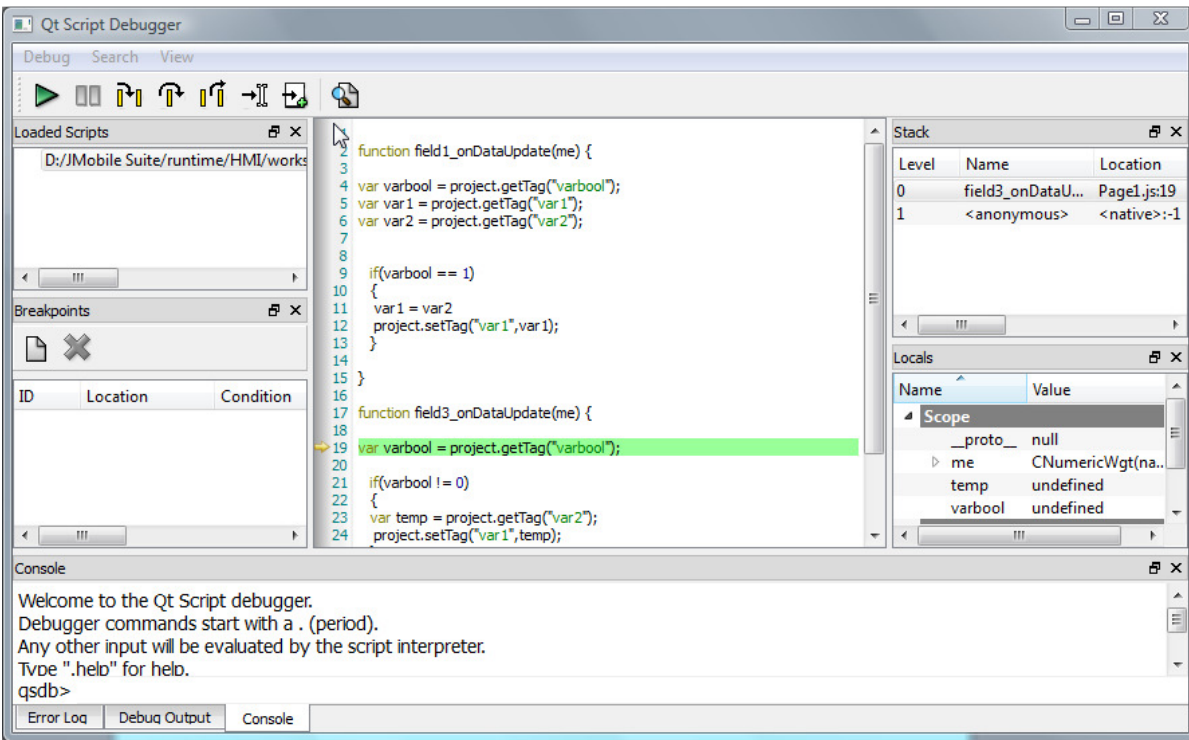 Qt Script Debugger
Debug Search View
Loaded Scripts
D:/JMobile Suite/runtime/HMI/works
Breakpoints
ID Location Condition
1
2 function field1_onDataUpdate(me) {
3
4 var varbool = project.getTag("varbool");
5 var var1 = project.getTag("var1");
6 var var2 = project.getTag("var2");
7
8
9 if(varbool == 1)
10 {
11 var1 = var2
12 project.setTag("var1",var1);
13 }
14
15 }
16
17 function field3_onDataUpdate(me) {
18
19 var varbool = project.getTag("varbool");
20
21 if(varbool != 0)
22 {
23 var temp = project.getTag("var2");
24 project.setTag("var1",temp);
Stack
Level Name Location
0 field3_onDataU... Page1.js:19
1 <anonymous> <native>:-1
Locals
Name Value
Scope
__proto__ null
me CNumericWgt(na...
temp undefined
varbool undefined
Console
Welcome to the Qt Script debugger.
Debugger commands start with a . (period).
Any other input will be evaluated by the script interpreter.
Type ".help" for help.
qsdb>
Error Log Debug Output Console